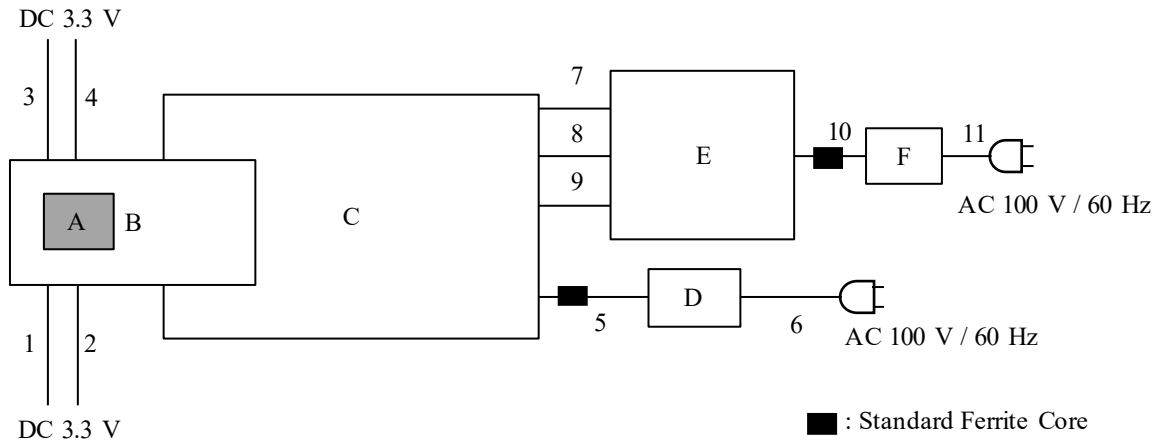 DC 3.3 V
3
4
7
8
9
10
11
E
F
AC 100 V / 60 Hz
A
B
C
D
5
6
AC 100 V / 60 Hz
1
2
DC 3.3 V
: Standard Ferrite Core